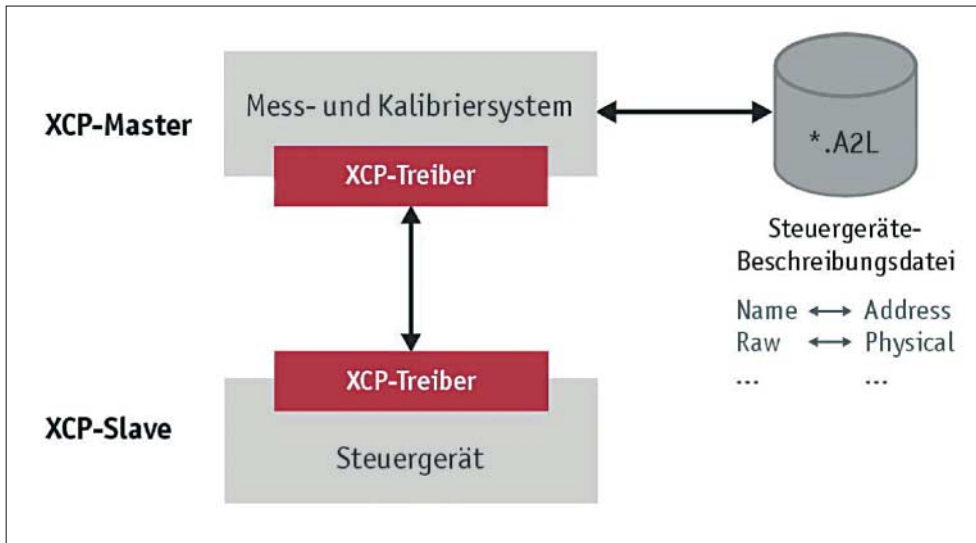 XCP-Master
Mess- und Kalibriersystem
XCP-Treiber
*.A2L
Steuergeräte-
Beschreibungsdatei
Name ↔ Address
Raw ↔ Physical
... ...
XCP-Treiber
XCP-Slave
Steuergerät